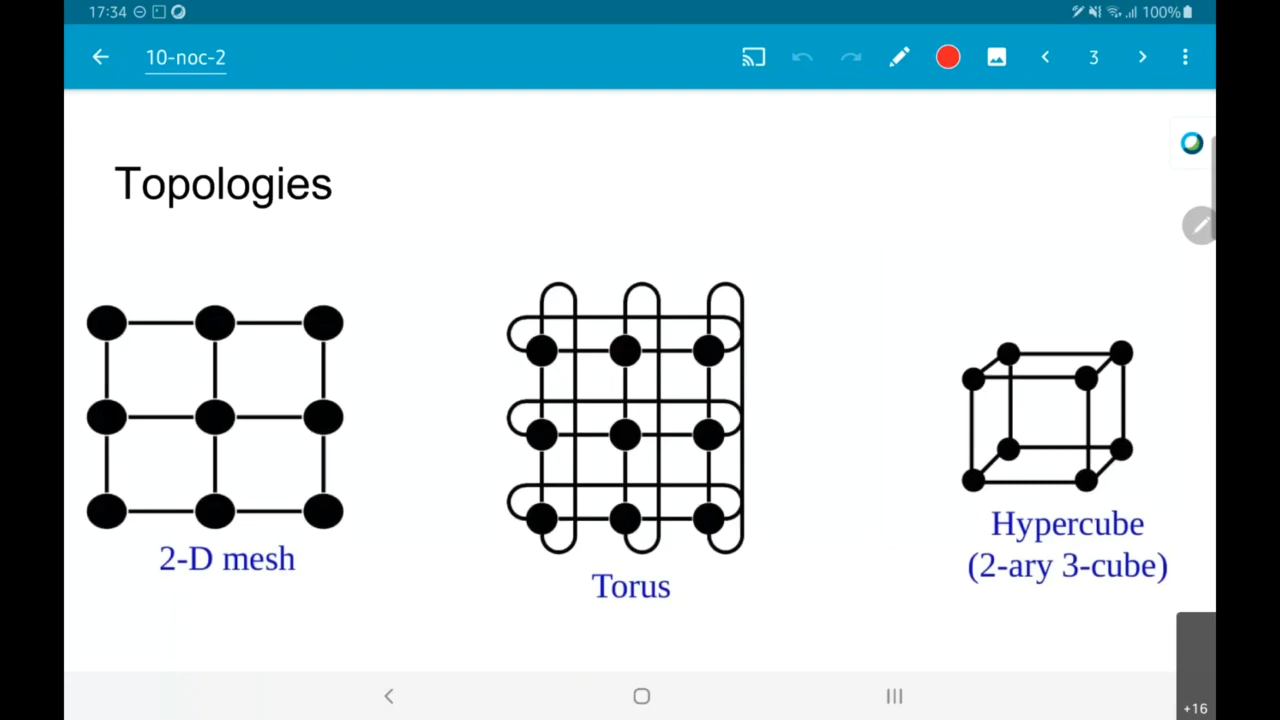 17:34 100%
10-noc-2 3
Topologies
2-D mesh
Torus
Hypercube
(2-ary 3-cube)
+16